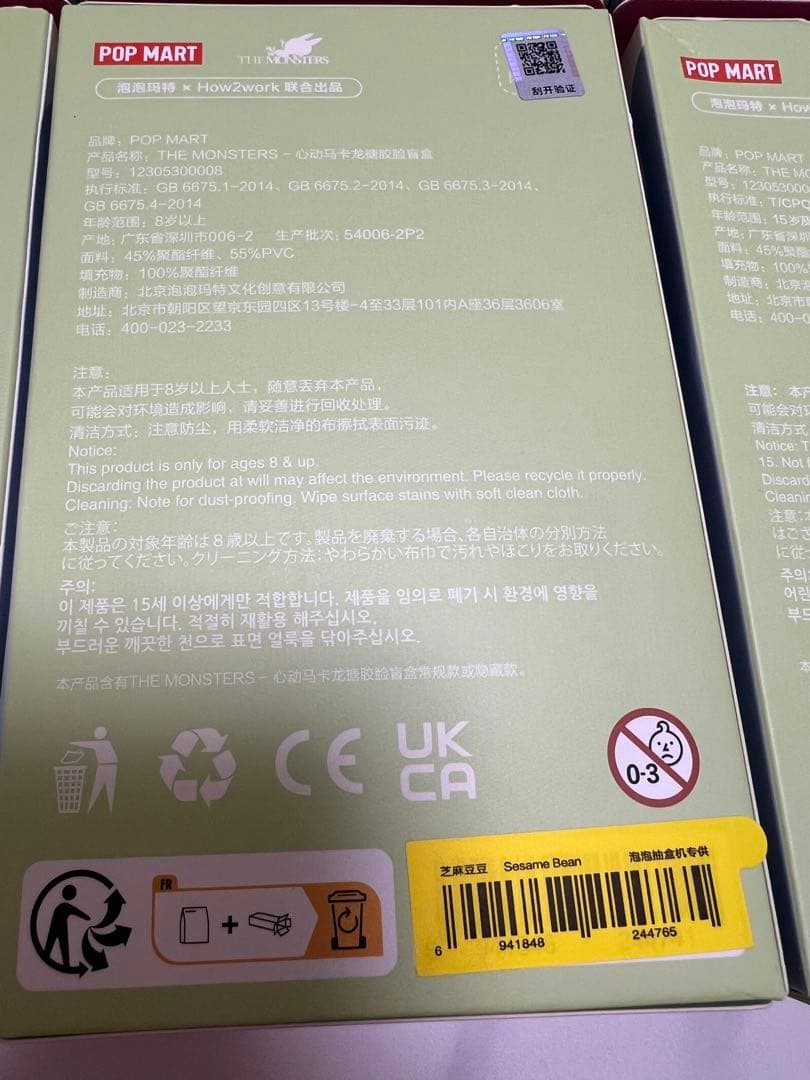 POP MART
THE MONSTERS
泡泡玛特 × How2work 联合出品
刮开验证
品牌：POP MART
产品名称：THE MONSTERS – 心动马卡龙搪胶脸盲盒
型号：12305300008
执行标准：GB 6675.1-2014、GB 6675.2-2014、GB 6675.3-2014、
GB 6675.4-2014
年龄范围：8岁以上
产地：广东省深圳市006-2 生产批次：54006-2P2
面料：45%聚酯纤维、55%PVC
填充物：100%聚酯纤维
制造商：北京泡泡玛特文化创意有限公司
地址：北京市朝阳区望京东园四区13号楼-4至33层101内A座36层3606室
电话：400-023-2233
注意：
本产品适用于8岁以上人士，随意丢弃本产品，
可能会对环境造成影响，请妥善进行回收处理。
清洁方式：注意防尘，用柔软洁净的布擦拭表面污迹。
Notice:
This product is only for ages 8 & up.
Discarding the product at will may affect the environment. Please recycle it properly.
Cleaning: Note for dust-proofing. Wipe surface stains with soft clean cloth.
ご注意：
本製品の対象年齢は８歳以上です。製品を廃棄する場合、各自治体の分別方法
に従ってください。クリーニング方法：やわらかい布巾で汚れやほこりをお取りください。
주의:
이 제품은 15세 이상에게만 적합합니다. 제품을 임의로 폐기 시 환경에 영향을
끼칠 수 있습니다. 적절히 재활용 해주십시오.
부드러운 깨끗한 천으로 표면 얼룩을 닦아주십시오.
本产品含有THE MONSTERS – 心动马卡龙搪胶脸盲盒常规款或隐藏款。
CE
UK
CA
0-3
FR
+
芝麻豆豆 Sesame Bean 泡泡抽盒机专供
6 941848 244765
POP MART
泡泡玛特 × How
品牌：POP MART
产品名称：THE MO
型号：123053000
执行标准：T/CPQ
年龄范围：15岁及
产地：广东省深圳
面料：45%聚酯
填充物：100%
制造商：北京泡
地址：北京市
电话：400-0
注意：本产
可能会对环
清洁方式
Notice: T
15. Not f
Discard
Cleanin
注意：
はござ
に従っ
주의:
어린
부드